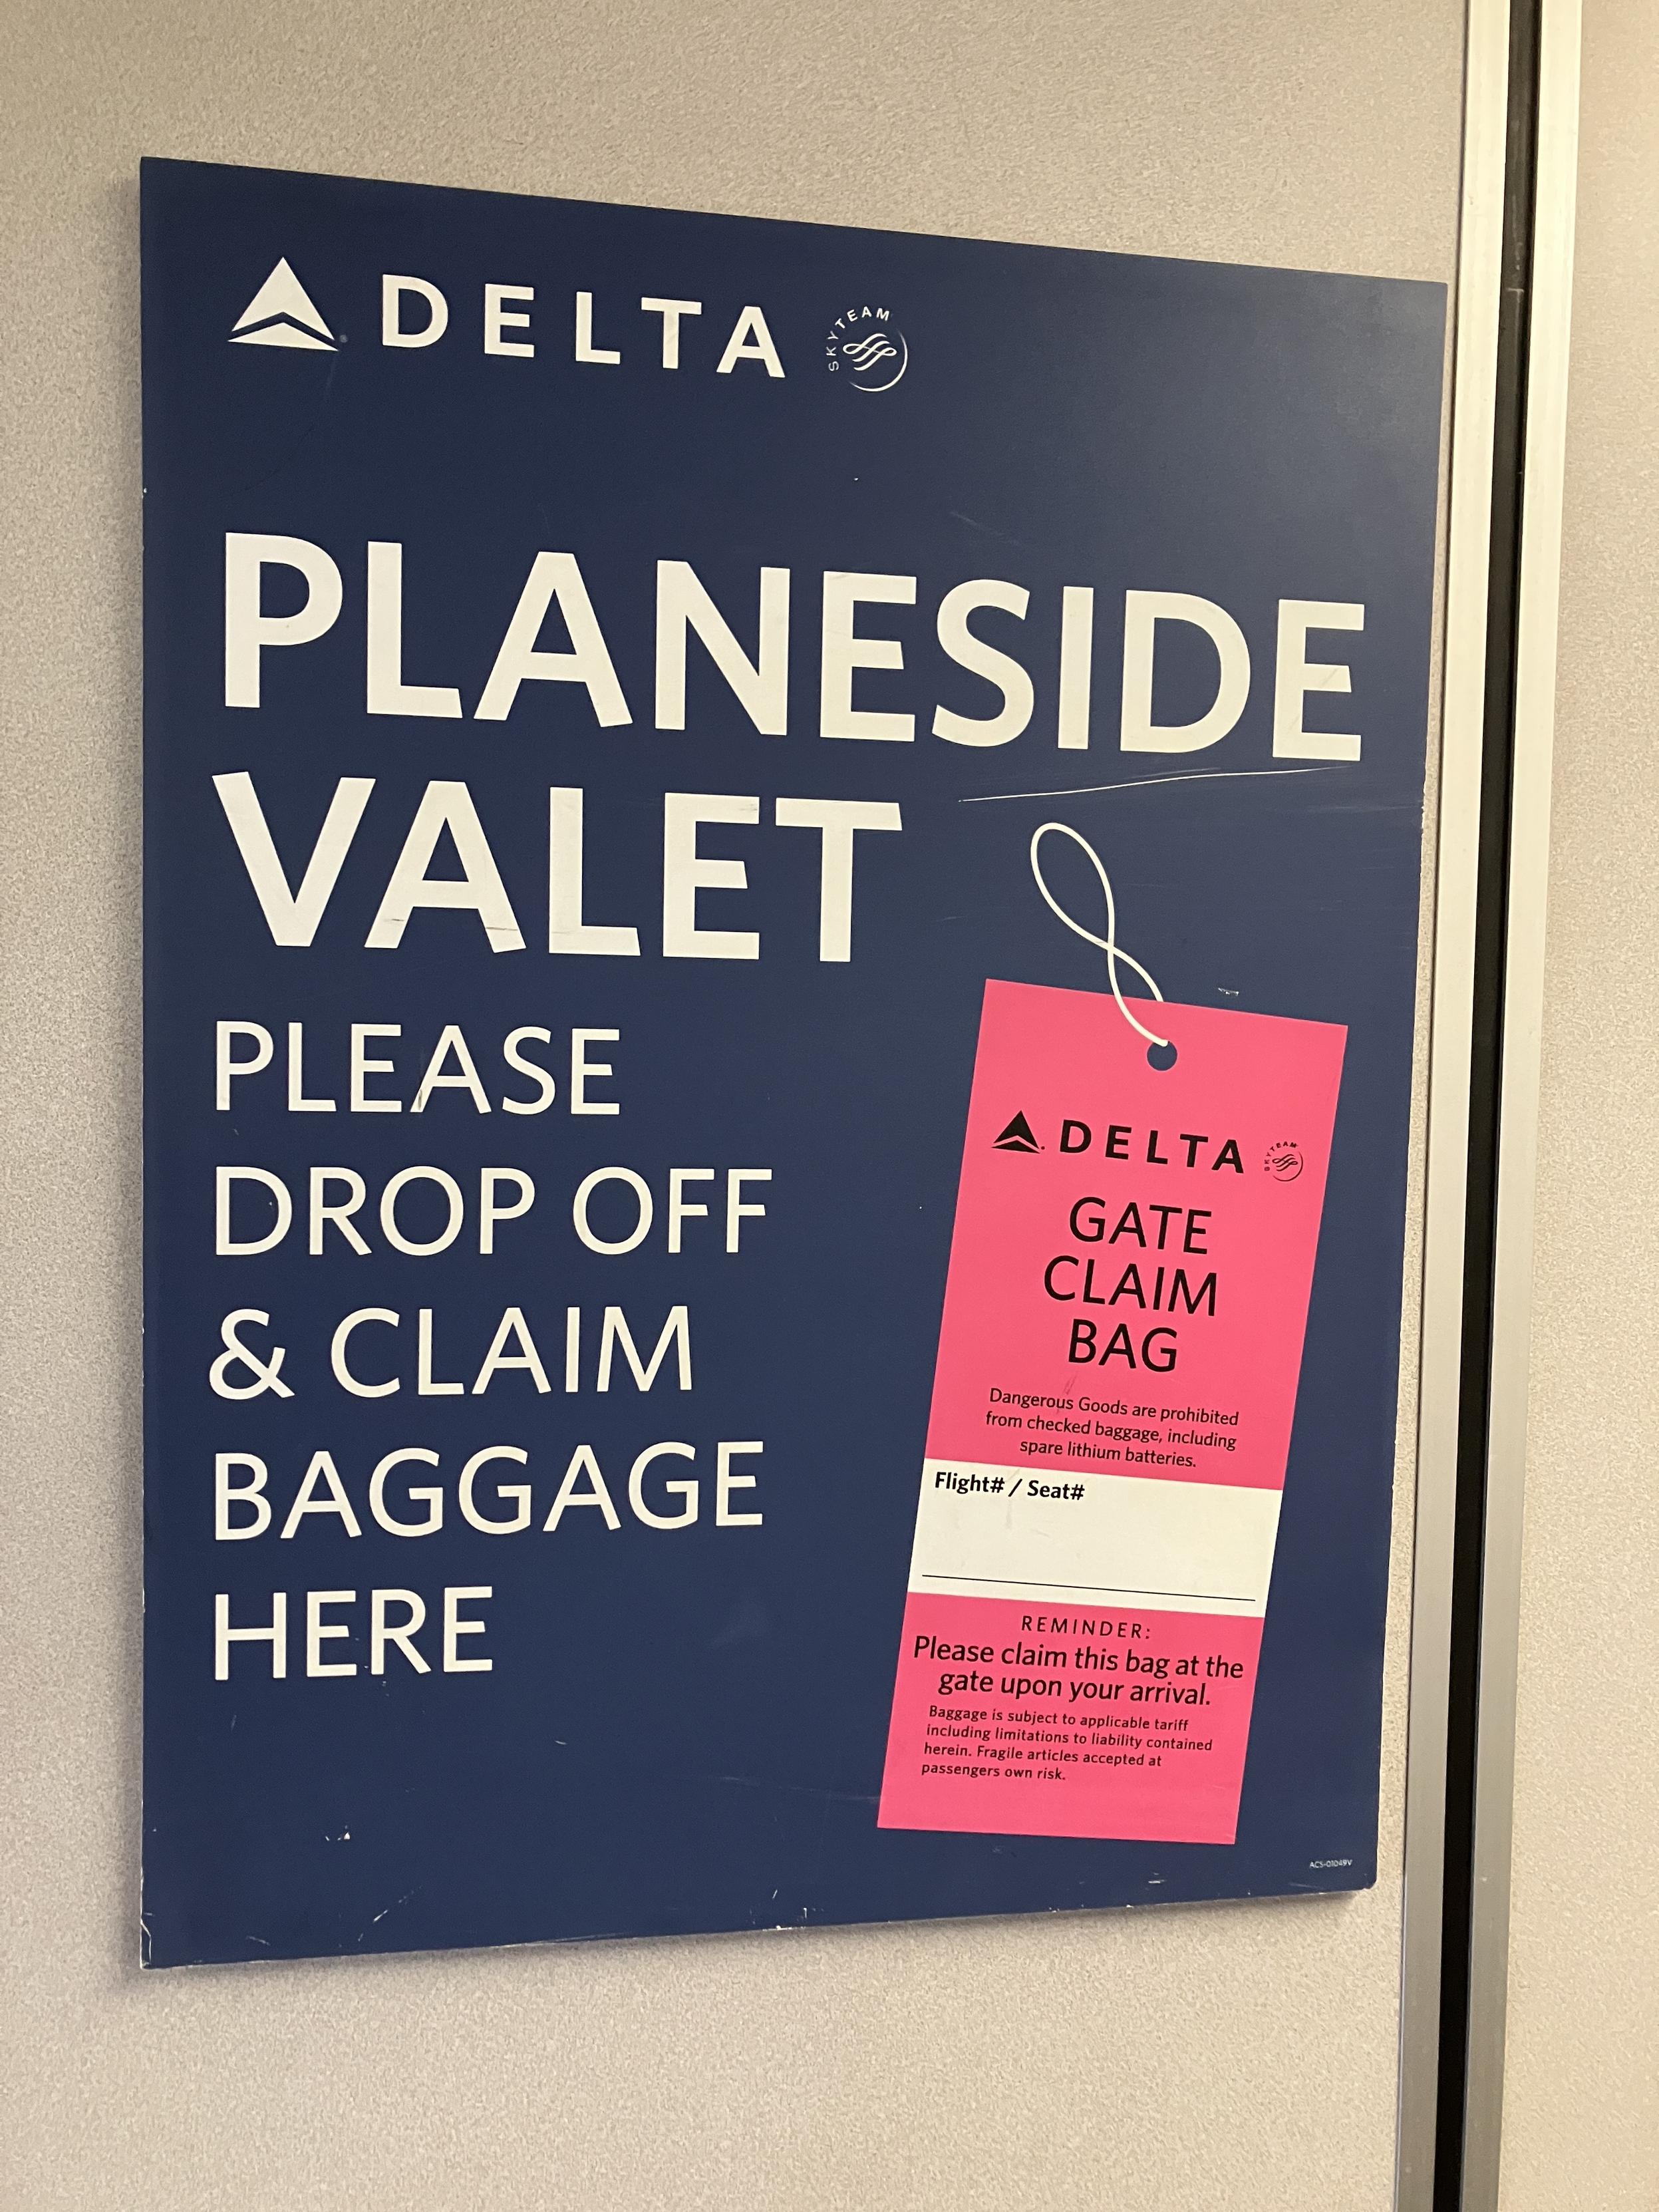 DELTA SKYTEAM
PLANESIDE
VALET
PLEASE
DROP OFF
& CLAIM
BAGGAGE
HERE
DELTA SKYTEAM
GATE
CLAIM
BAG
Dangerous Goods are prohibited
from checked baggage, including
spare lithium batteries.
Flight# / Seat#
REMINDER:
Please claim this bag at the
gate upon your arrival.
Baggage is subject to applicable tariff
including limitations to liability contained
herein. Fragile articles accepted at
passengers own risk.
ACS-01049V